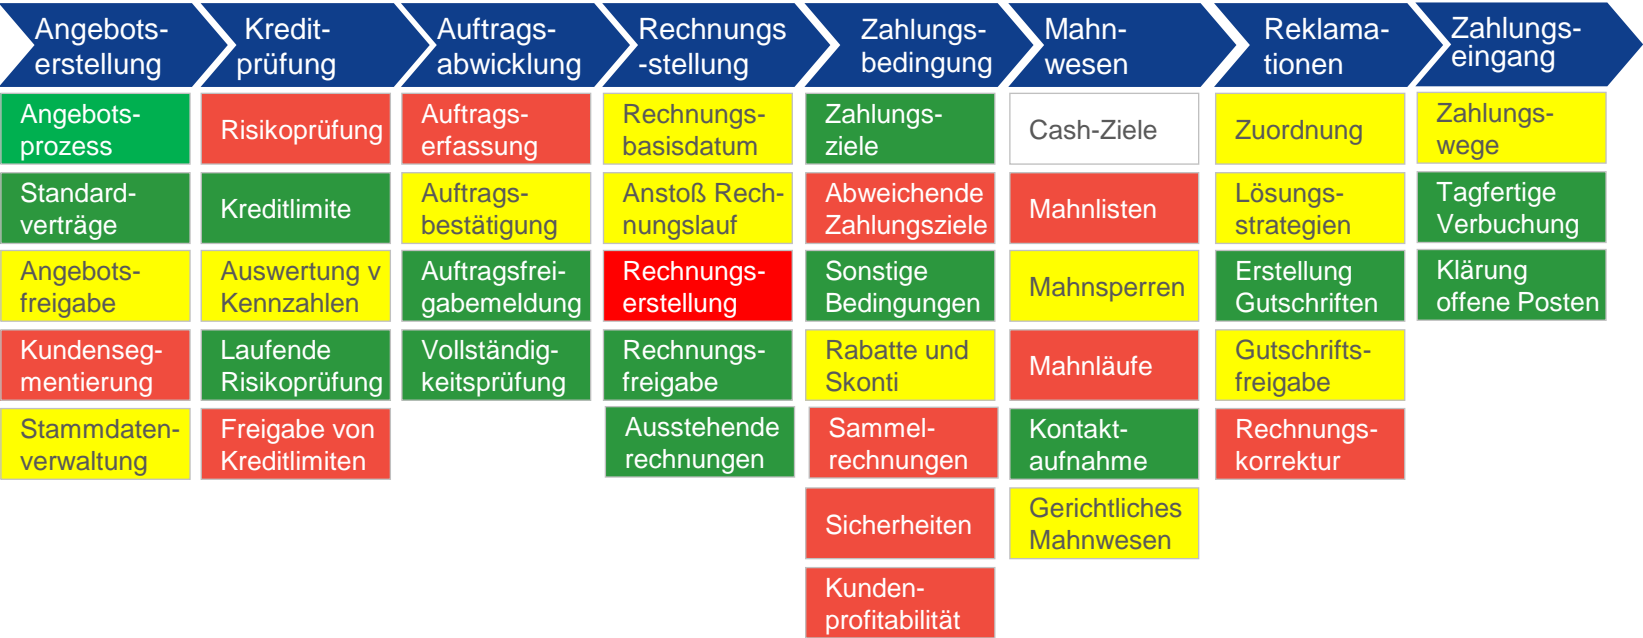 Angebots-
erstellung
Kredit-
prüfung
Auftrags-
abwicklung
Rechnungs
-stellung
Zahlungs-
bedingung
Mahn-
wesen
Reklama-
tionen
Zahlungs-
eingang
Angebots-
prozess
Risikoprüfung
Auftrags-
erfassung
Rechnungs-
basisdatum
Zahlungs-
ziele
Cash-Ziele
Zuordnung
Zahlungs-
wege
Standard-
verträge
Kreditlimite
Auftrags-
bestätigung
Anstoß Rech-
nungslauf
Abweichende
Zahlungsziele
Mahnlisten
Lösungs-
strategien
Tagfertige
Verbuchung
Angebots-
freigabe
Auswertung v
Kennzahlen
Auftragsfrei-
gabemeldung
Rechnungs-
erstellung
Sonstige
Bedingungen
Mahnsperren
Erstellung
Gutschriften
Klärung
offene Posten
Kundenseg-
mentierung
Laufende
Risikoprüfung
Vollständig-
keitsprüfung
Rechnungs-
freigabe
Rabatte und
Skonti
Mahnläufe
Gutschrifts-
freigabe
Stammdaten-
verwaltung
Freigabe von
Kreditlimiten
Ausstehende
rechnungen
Sammel-
rechnungen
Kontakt-
aufnahme
Rechnungs-
korrektur
Sicherheiten
Gerichtliches
Mahnwesen
Kunden-
profitabilität